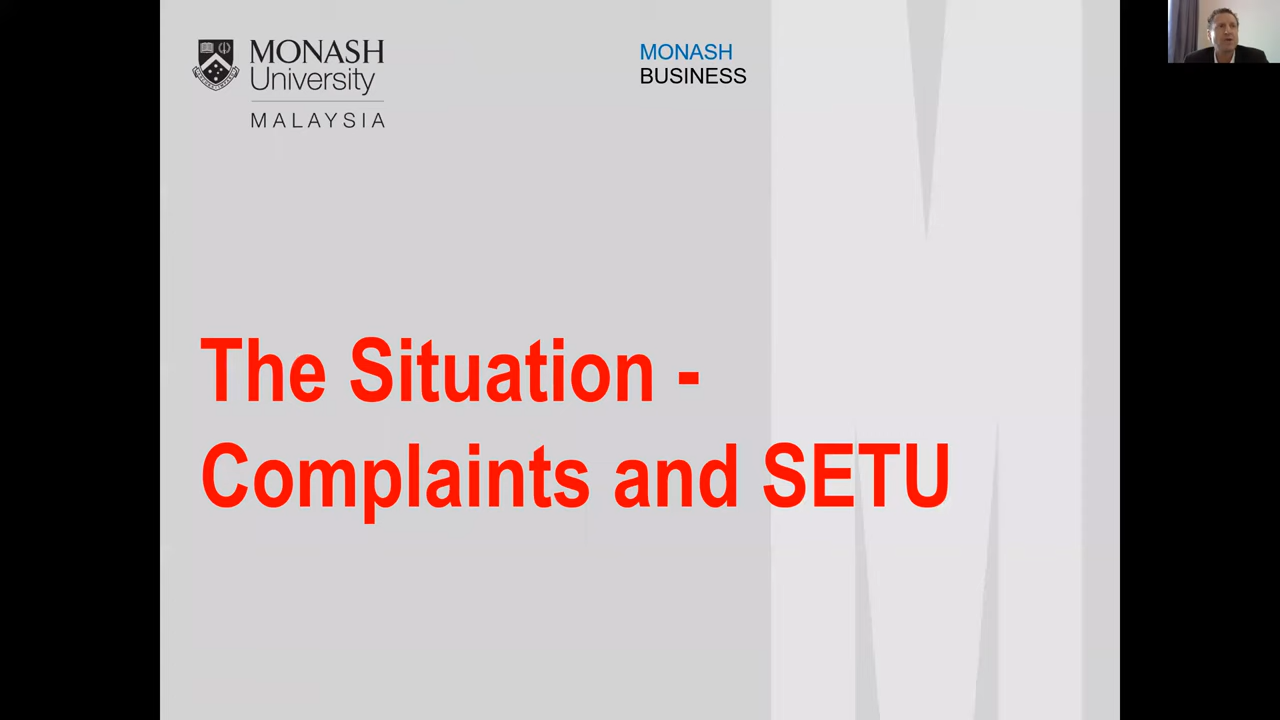 MONASH
University
MALAYSIA
MONASH
BUSINESS
The Situation -
Complaints and SETU